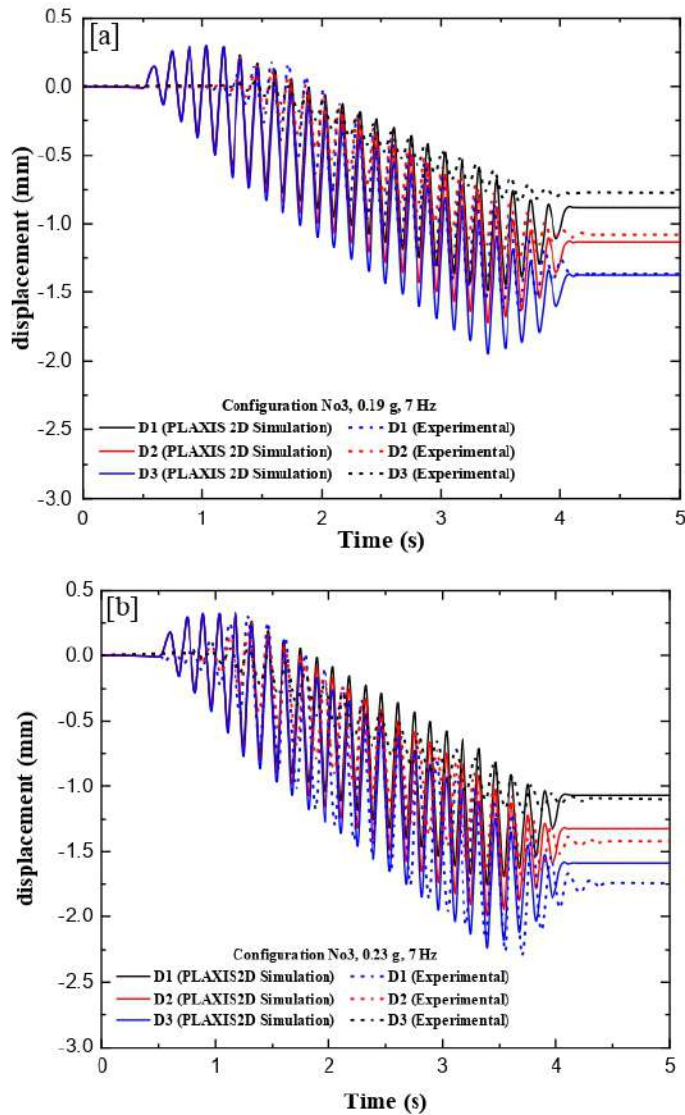 [a]
0.5
0.0
-0.5
-1.0
-1.5
-2.0
-2.5
-3.0
displacement (mm)
Configuration No3, 0.19 g, 7 Hz
D1 (PLAXIS 2D Simulation) D1 (Experimental)
D2 (PLAXIS 2D Simulation) D2 (Experimental)
D3 (PLAXIS 2D Simulation) D3 (Experimental)
0 1 2 3 4 5
Time (s)
[b]
0.5
0.0
-0.5
-1.0
-1.5
-2.0
-2.5
-3.0
displacement (mm)
Configuration No3, 0.23 g, 7 Hz
D1 (PLAXIS2D Simulation) D1 (Experimental)
D2 (PLAXIS2D Simulation) D2 (Experimental)
D3 (PLAXIS2D Simulation) D3 (Experimental)
0 1 2 3 4 5
Time (s)